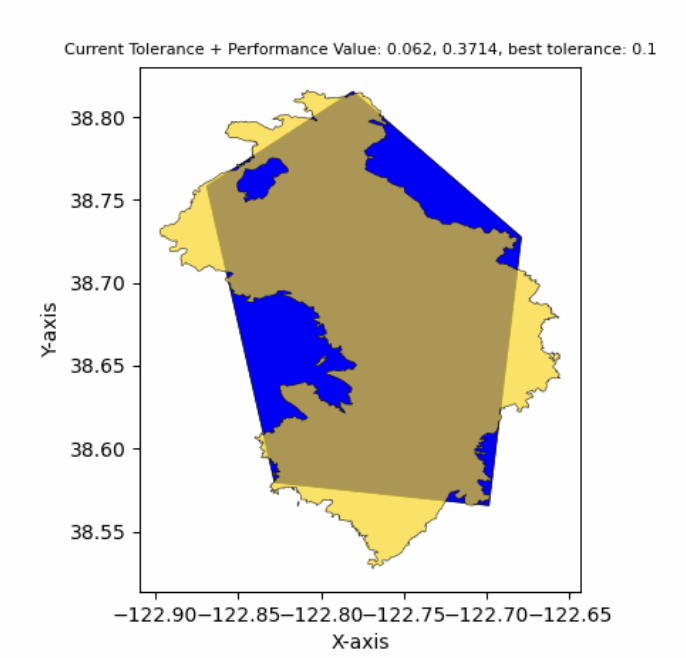 Current Tolerance + Performance Value: 0.062, 0.3714, best tolerance: 0.1
38.80
38.75
38.70
38.65
38.60
38.55
Y-axis
−122.90−122.85−122.80−122.75−122.70−122.65
X-axis